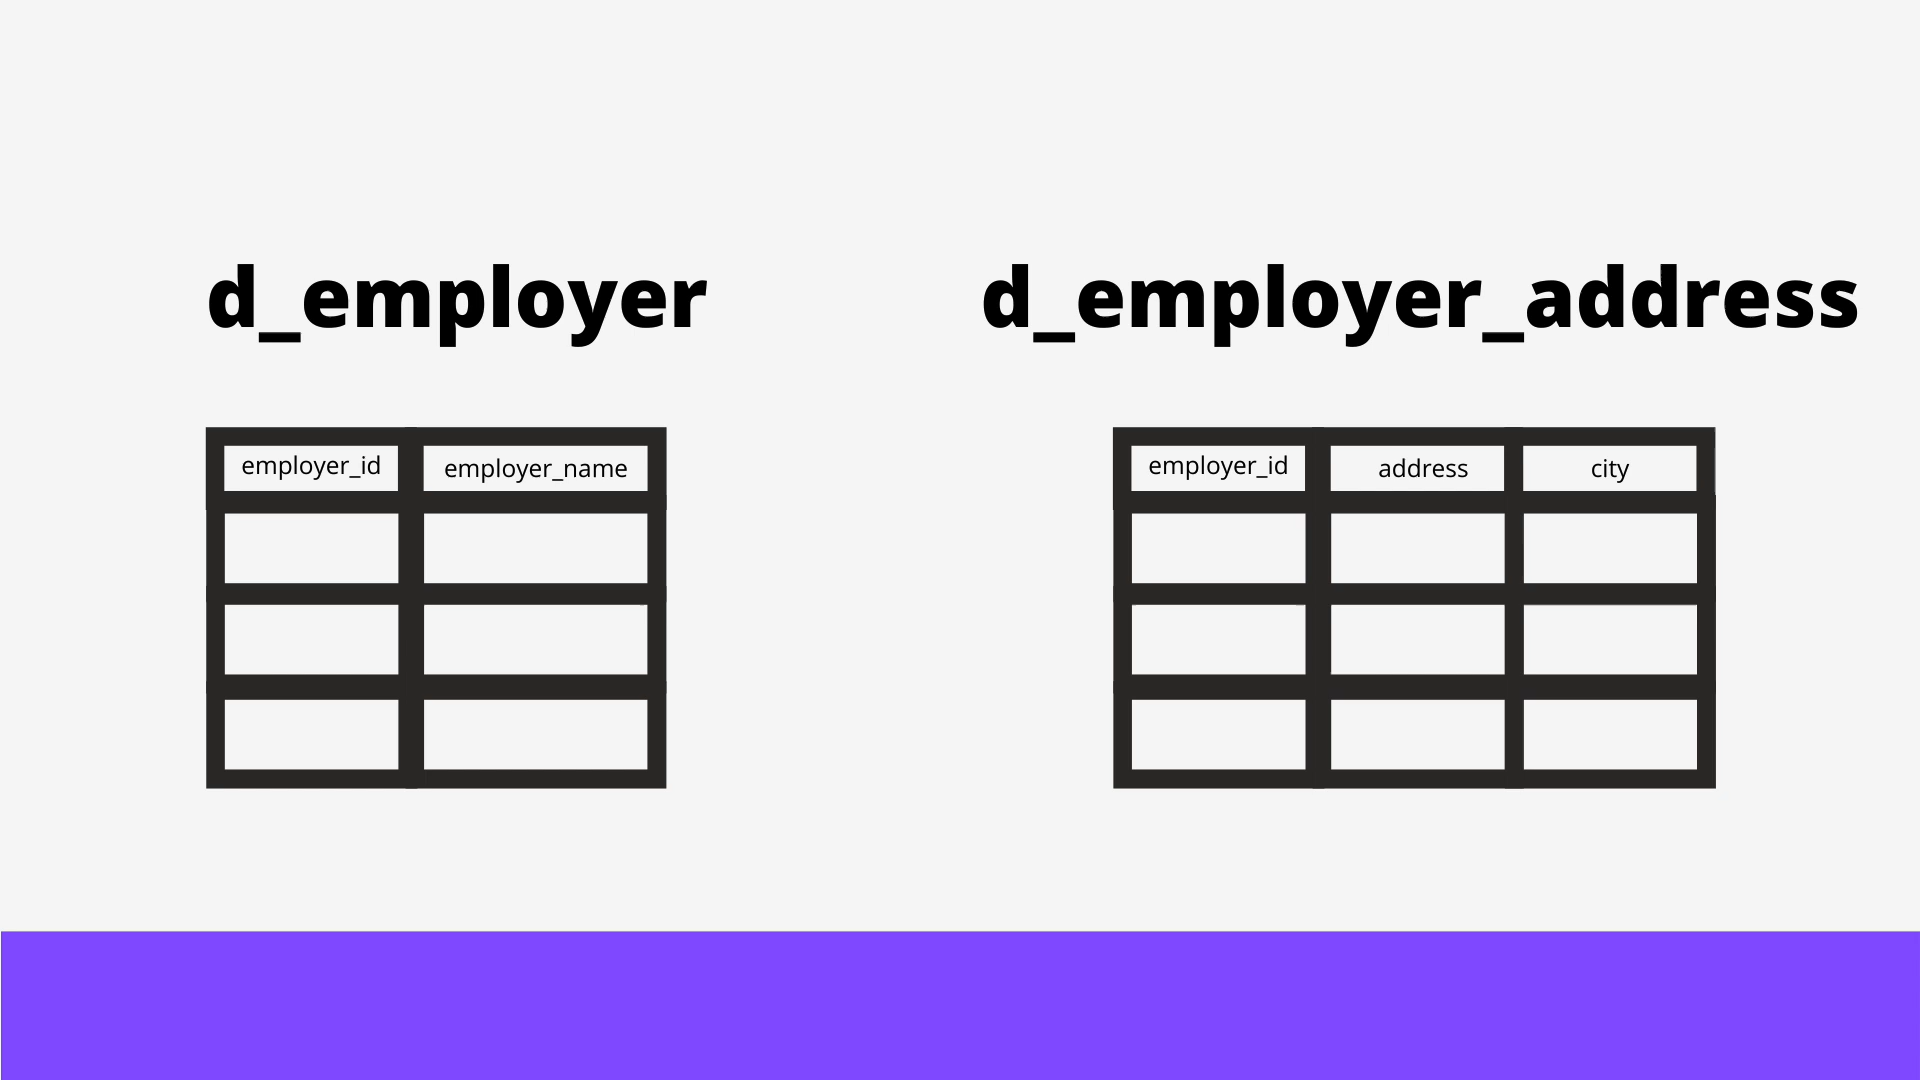 d_employer
employer_id employer_name
d_employer_address
employer_id address city